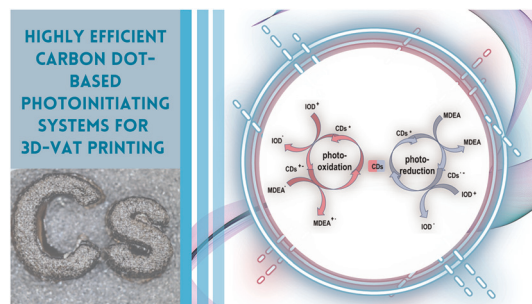 HIGHLY EFFICIENT
CARBON DOT-
BASED
PHOTOINITIATING
SYSTEMS FOR
3D-VAT PRINTING
Cs
IOD⁺
IOD˙
CDs⁺
CDs⁺˙
photo-
oxidation
MDEA
MDEA⁺˙
CDs
CDs⁺
photo-
reduction
MDEA
MDEA
CDs˙⁺
IOD⁺
IOD˙